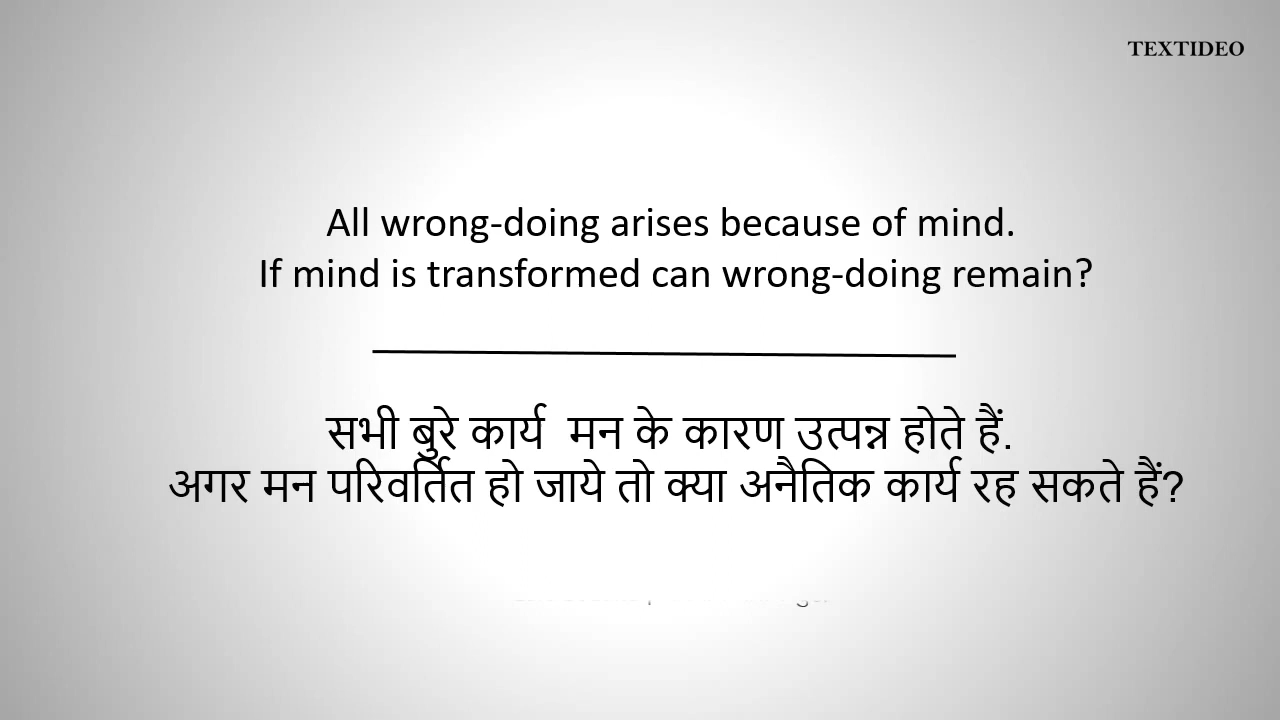 TEXTIDEO
All wrong-doing arises because of mind.
If mind is transformed can wrong-doing remain?
सभी बुरे कार्य मन के कारण उत्पन्न होते हैं.
अगर मन परिवर्तित हो जाये तो क्या अनैतिक कार्य रह सकते हैं?